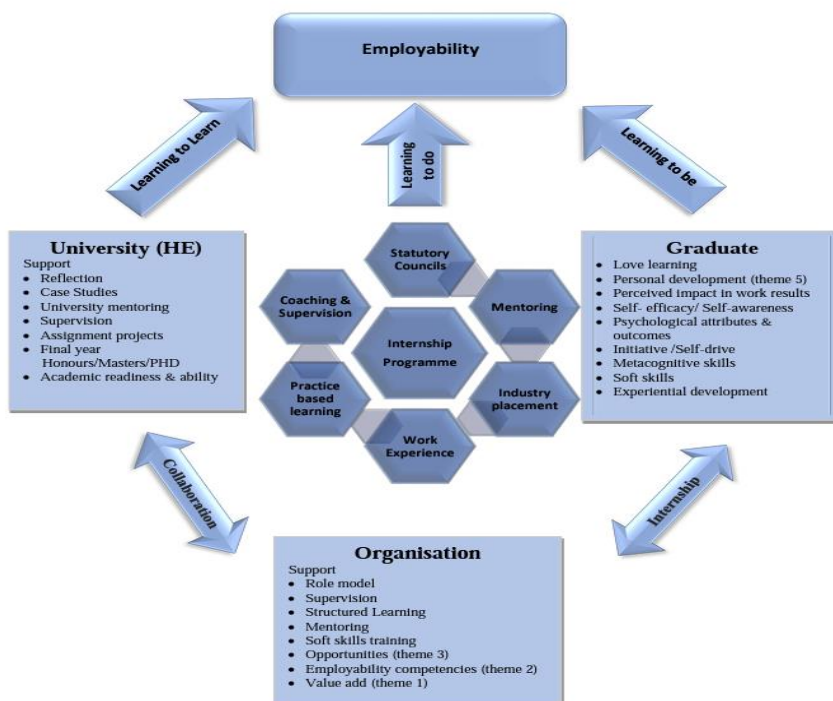 Employability
Learning to Learn
Learning
to do
Learning to be
University (HE)
Support
• Reflection
• Case Studies
• University mentoring
• Supervision
• Assignment projects
• Final year
Honours/Masters/PHD
• Academic readiness & ability
Statutory
Councils
Coaching &
Supervision
Mentoring
Internship
Programme
Practice
based
learning
Industry
placement
Work
Experience
Graduate
• Love learning
• Personal development (theme 5)
• Perceived impact in work results
• Self- efficacy/ Self-awareness
• Psychological attributes &
outcomes
• Initiative /Self-drive
• Metacognitive skills
• Soft skills
• Experiential development
Collaboration
Internship
Organisation
Support
• Role model
• Supervision
• Structured Learning
• Mentoring
• Soft skills training
• Opportunities (theme 3)
• Employability competencies (theme 2)
• Value add (theme 1)